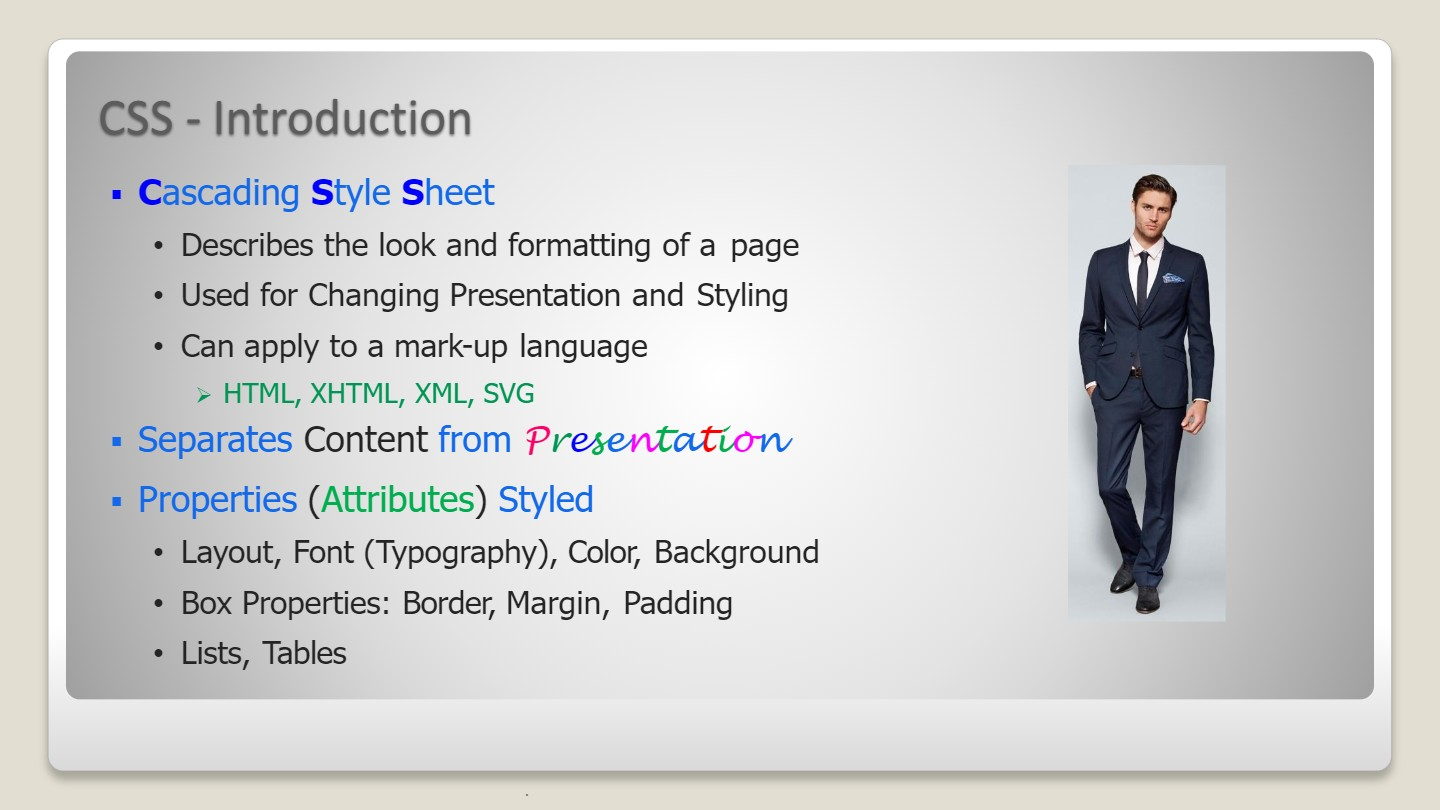 CSS - Introduction
▪ Cascading Style Sheet
• Describes the look and formatting of a page
• Used for Changing Presentation and Styling
• Can apply to a mark-up language
➢ HTML, XHTML, XML, SVG
▪ Separates Content from Presentation
▪ Properties (Attributes) Styled
• Layout, Font (Typography), Color, Background
• Box Properties: Border, Margin, Padding
• Lists, Tables
.